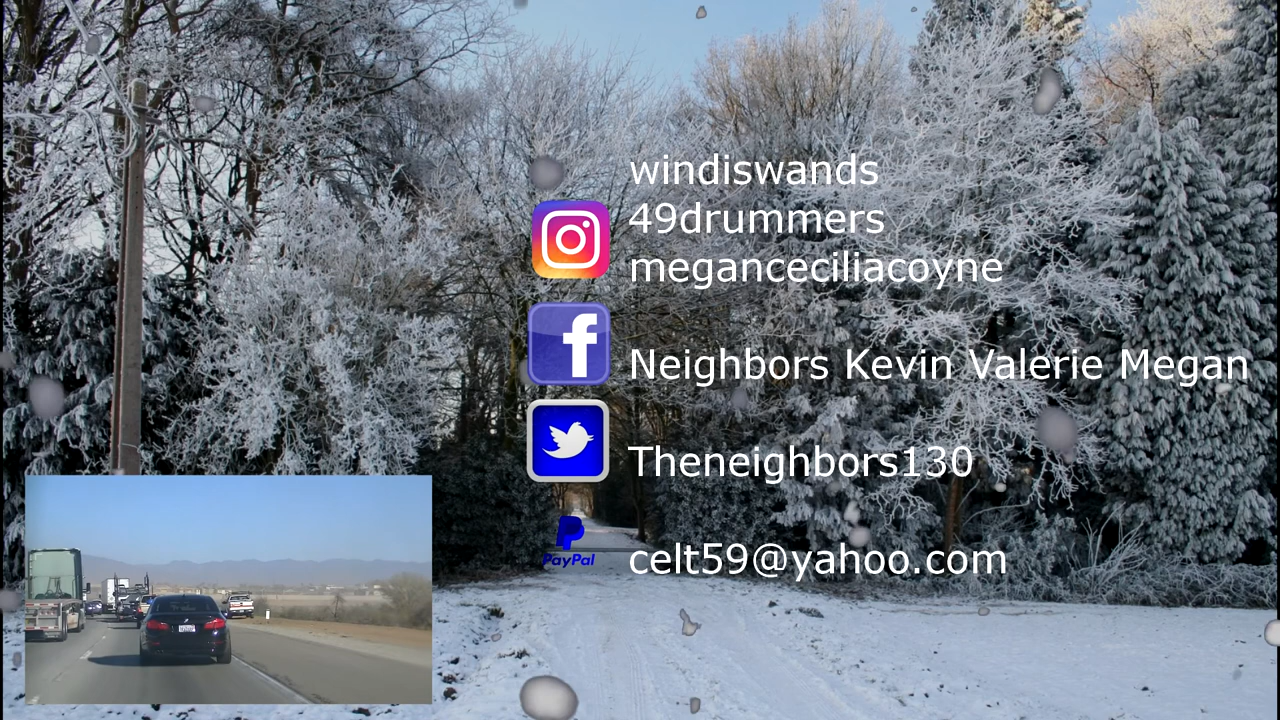 windiswands
49drummers
meganceciliacoyne
Neighbors Kevin Valerie Megan
Theneighbors130
PayPal
celt59@yahoo.com